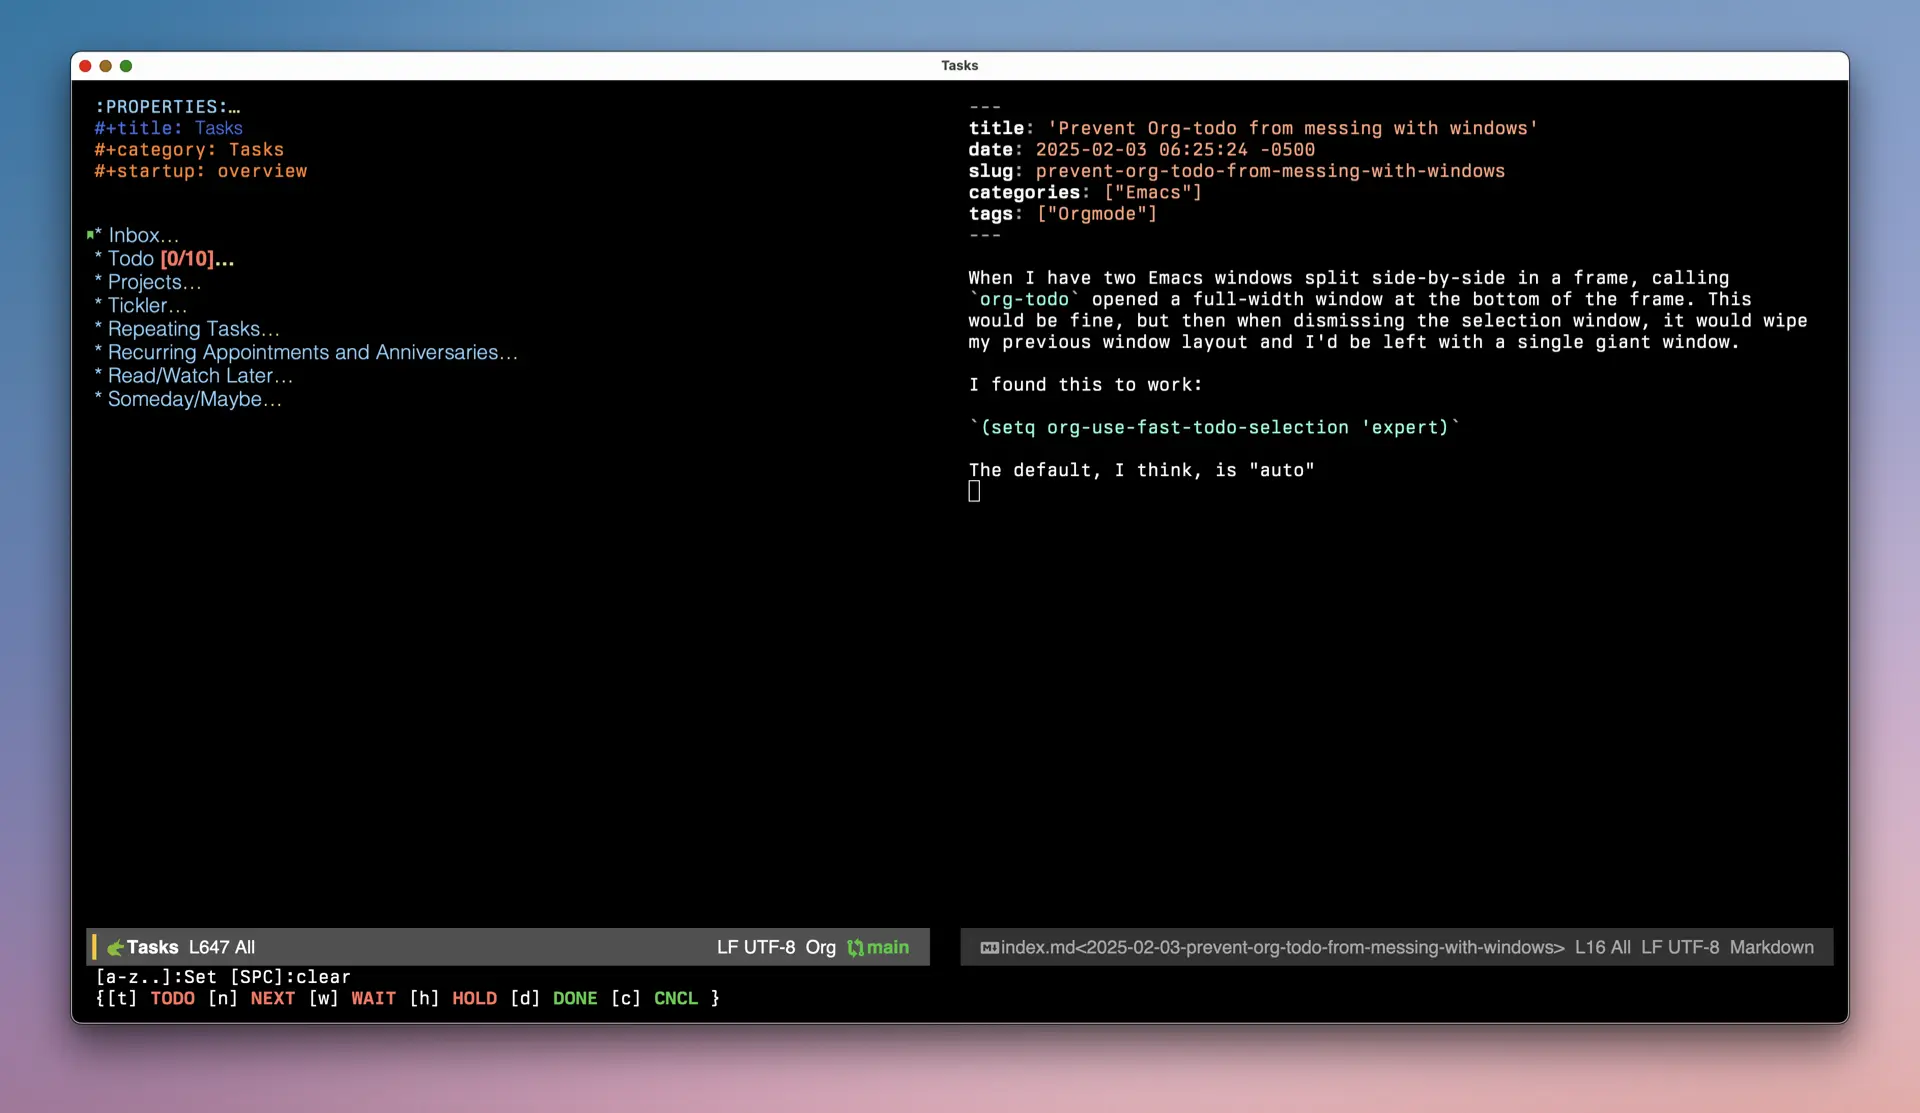 Tasks
:PROPERTIES:…
#+title: Tasks
#+category: Tasks
#+startup: overview
* Inbox…
* Todo [0/10]…
* Projects…
* Tickler…
* Repeating Tasks…
* Recurring Appointments and Anniversaries…
* Read/Watch Later…
* Someday/Maybe…
---
title: 'Prevent Org-todo from messing with windows'
date: 2025-02-03 06:25:24 -0500
slug: prevent-org-todo-from-messing-with-windows
categories: ["Emacs"]
tags: ["Orgmode"]
---
When I have two Emacs windows split side-by-side in a frame, calling
`org-todo` opened a full-width window at the bottom of the frame. This
would be fine, but then when dismissing the selection window, it would wipe
my previous window layout and I'd be left with a single giant window.
I found this to work:
`(setq org-use-fast-todo-selection 'expert)`
The default, I think, is "auto"
Tasks L647 All LF UTF-8 Org main
index.md<2025-02-03-prevent-org-todo-from-messing-with-windows> L16 All LF UTF-8 Markdown
[a-z..]:Set [SPC]:clear
{[t] TODO [n] NEXT [w] WAIT [h] HOLD [d] DONE [c] CNCL }